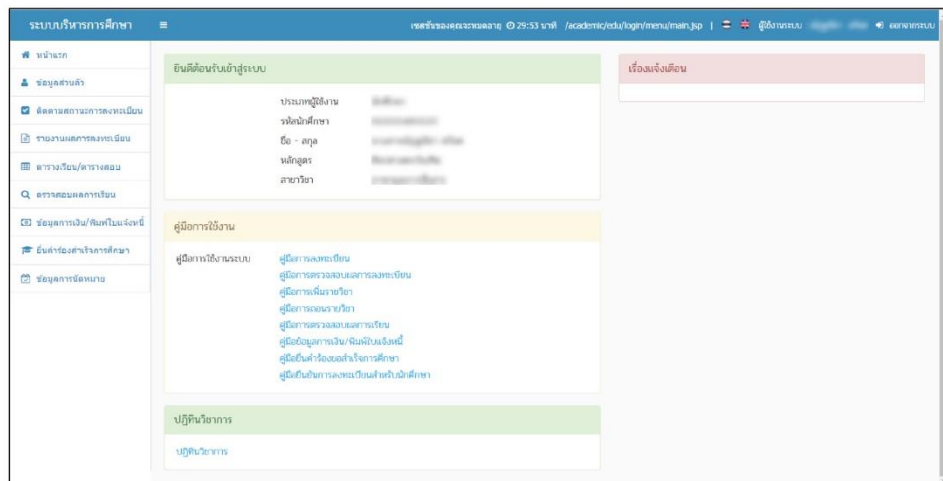 ระบบบริหารการศึกษา
เซสชันของคุณจะหมดอายุ 29:53 นาที /academic/edu/login/menu/main.jsp | ผู้ใช้งานระบบ ออกจากระบบ
หน้าแรก
ข้อมูลส่วนตัว
ติดตามสถานะการลงทะเบียน
รายงานผลการลงทะเบียน
ตารางเรียน/ตารางสอบ
ตรวจสอบผลการเรียน
ข้อมูลการเงิน/พิมพ์ใบแจ้งหนี้
ยื่นคำร้องสำเร็จการศึกษา
ข้อมูลการนัดหมาย
ยินดีต้อนรับเข้าสู่ระบบ
ประเภทผู้ใช้งาน
รหัสนักศึกษา
ชื่อ - สกุล
หลักสูตร
สาขาวิชา
คู่มือการใช้งาน
คู่มือการใช้งานระบบ
คู่มือการลงทะเบียน
คู่มือการตรวจสอบผลการลงทะเบียน
คู่มือการเพิ่มรายวิชา
คู่มือการถอนรายวิชา
คู่มือการตรวจสอบผลการเรียน
คู่มือข้อมูลการเงิน/พิมพ์ใบแจ้งหนี้
คู่มือยื่นคำร้องขอสำเร็จการศึกษา
คู่มือยืนยันการลงทะเบียนสำหรับนักศึกษา
ปฏิทินวิชาการ
ปฏิทินวิชาการ
เรื่องแจ้งเตือน